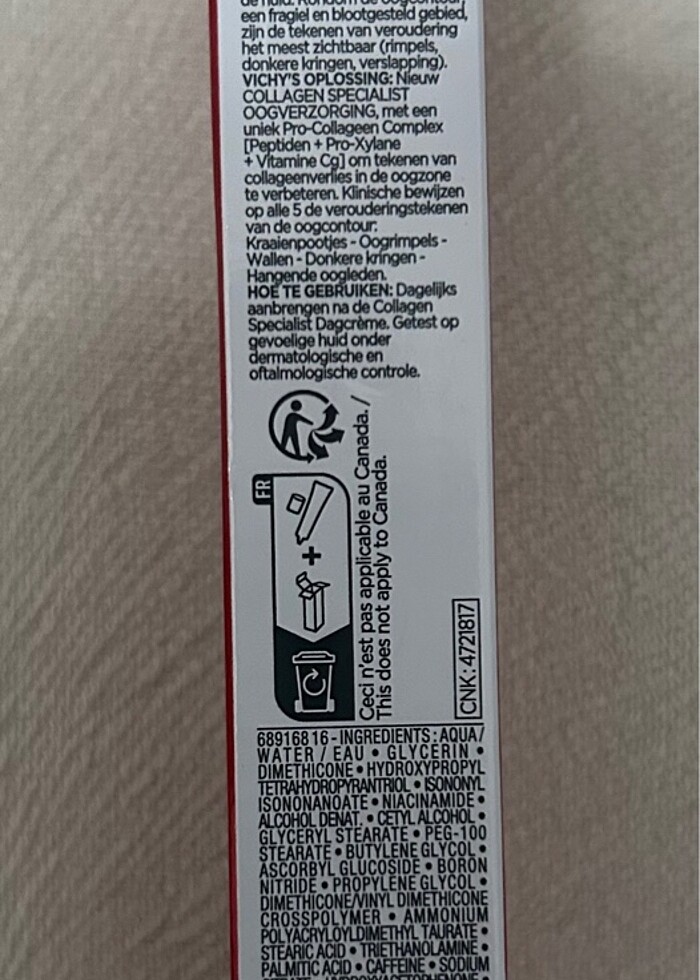 de huid. Rondom de oogcontour,
een fragiel en blootgesteld gebied,
zijn de tekenen van veroudering
het meest zichtbaar (rimpels,
donkere kringen, verslapping).
VICHY'S OPLOSSING: Nieuw
COLLAGEN SPECIALIST
OOGVERZORGING, met een
uniek Pro-Collageen Complex
[Peptiden + Pro-Xylane
+ Vitamine Cg] om tekenen van
collageenverlies in de oogzone
te verbeteren. Klinische bewijzen
op alle 5 de verouderingstekenen
van de oogcontour:
Kraaienpootjes - Oogrimpels -
Wallen - Donkere kringen -
Hangende oogleden.
HOE TE GEBRUIKEN: Dagelijks
aanbrengen na de Collagen
Specialist Dagcrème. Getest op
gevoelige huid onder
dermatologische en
oftalmologische controle.
FR
+
Ceci n'est pas applicable au Canada. /
This does not apply to Canada.
CNK: 4721817
689168 16 - INGREDIENTS: AQUA /
WATER / EAU • GLYCERIN •
DIMETHICONE • HYDROXYPROPYL
TETRAHYDROPYRANTRIOL • ISONONYL
ISONONANOATE • NIACINAMIDE •
ALCOHOL DENAT. • CETYL ALCOHOL •
GLYCERYL STEARATE • PEG-100
STEARATE • BUTYLENE GLYCOL •
ASCORBYL GLUCOSIDE • BORON
NITRIDE • PROPYLENE GLYCOL •
DIMETHICONE/VINYL DIMETHICONE
CROSSPOLYMER • AMMONIUM
POLYACRYLOYLDIMETHYL TAURATE •
STEARIC ACID • TRIETHANOLAMINE •
PALMITIC ACID • CAFFEINE • SODIUM